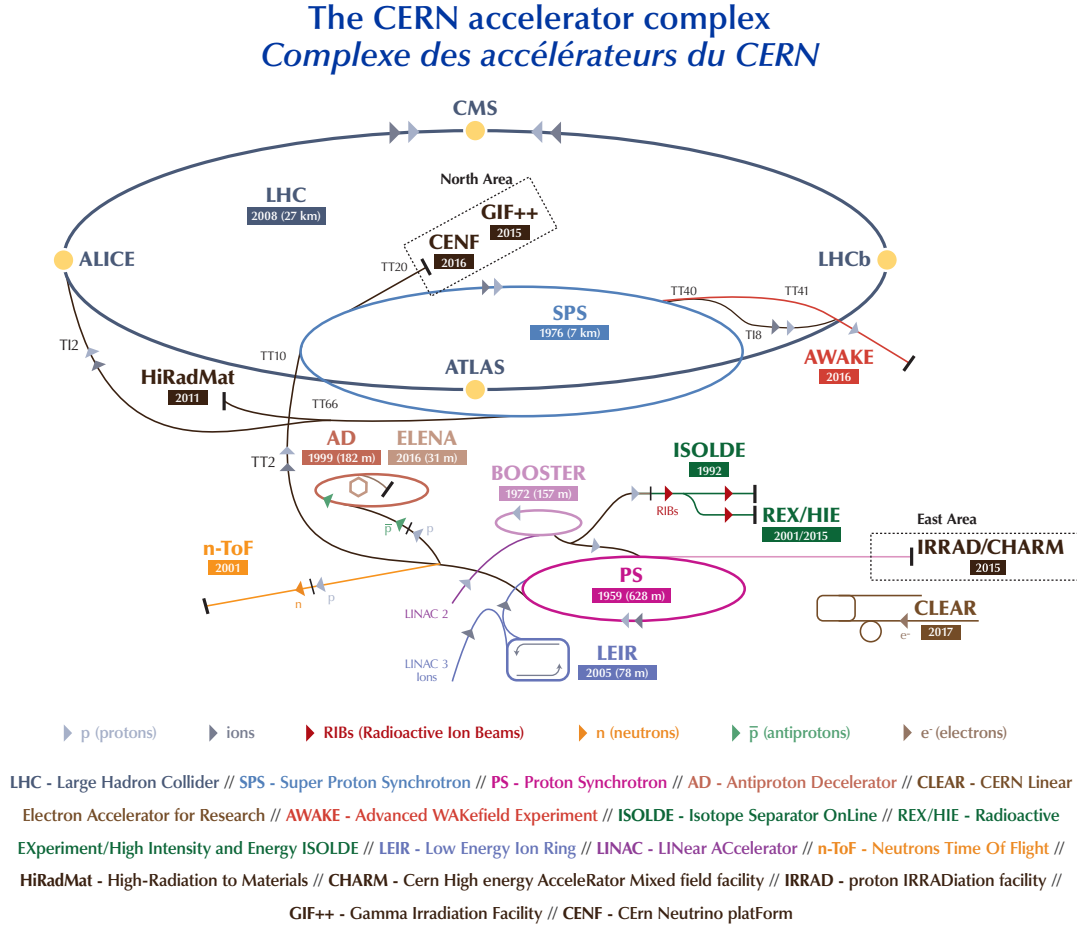 The CERN accelerator complex
Complexe des accélérateurs du CERN
CMS
North Area
LHC
2008 (27 km)
GIF++
2015
CENF
2016
TT20
ALICE
LHCb
SPS
1976 (7 km)
TT40
TT41
TI8
TI2
TT10
ATLAS
AWAKE
2016
HiRadMat
2011
TT66
AD
1999 (182 m)
ELENA
2016 (31 m)
TT2
ISOLDE
1992
BOOSTER
1972 (157 m)
RIBs
REX/HIE
2001/2015
p̅
p
East Area
IRRAD/CHARM
2015
n-ToF
2001
PS
1959 (628 m)
n
p
LINAC 2
CLEAR
2017
e-
LINAC 3
Ions
LEIR
2005 (78 m)
p (protons)
ions
RIBs (Radioactive Ion Beams)
n (neutrons)
p̅ (antiprotons)
e- (electrons)
LHC - Large Hadron Collider // SPS - Super Proton Synchrotron // PS - Proton Synchrotron // AD - Antiproton Decelerator // CLEAR - CERN Linear
Electron Accelerator for Research // AWAKE - Advanced WAKefield Experiment // ISOLDE - Isotope Separator OnLine // REX/HIE - Radioactive
EXperiment/High Intensity and Energy ISOLDE // LEIR - Low Energy Ion Ring // LINAC - LINear ACcelerator // n-ToF - Neutrons Time Of Flight //
HiRadMat - High-Radiation to Materials // CHARM - Cern High energy AcceleRator Mixed field facility // IRRAD - proton IRRADiation facility //
GIF++ - Gamma Irradiation Facility // CENF - CErn Neutrino platForm